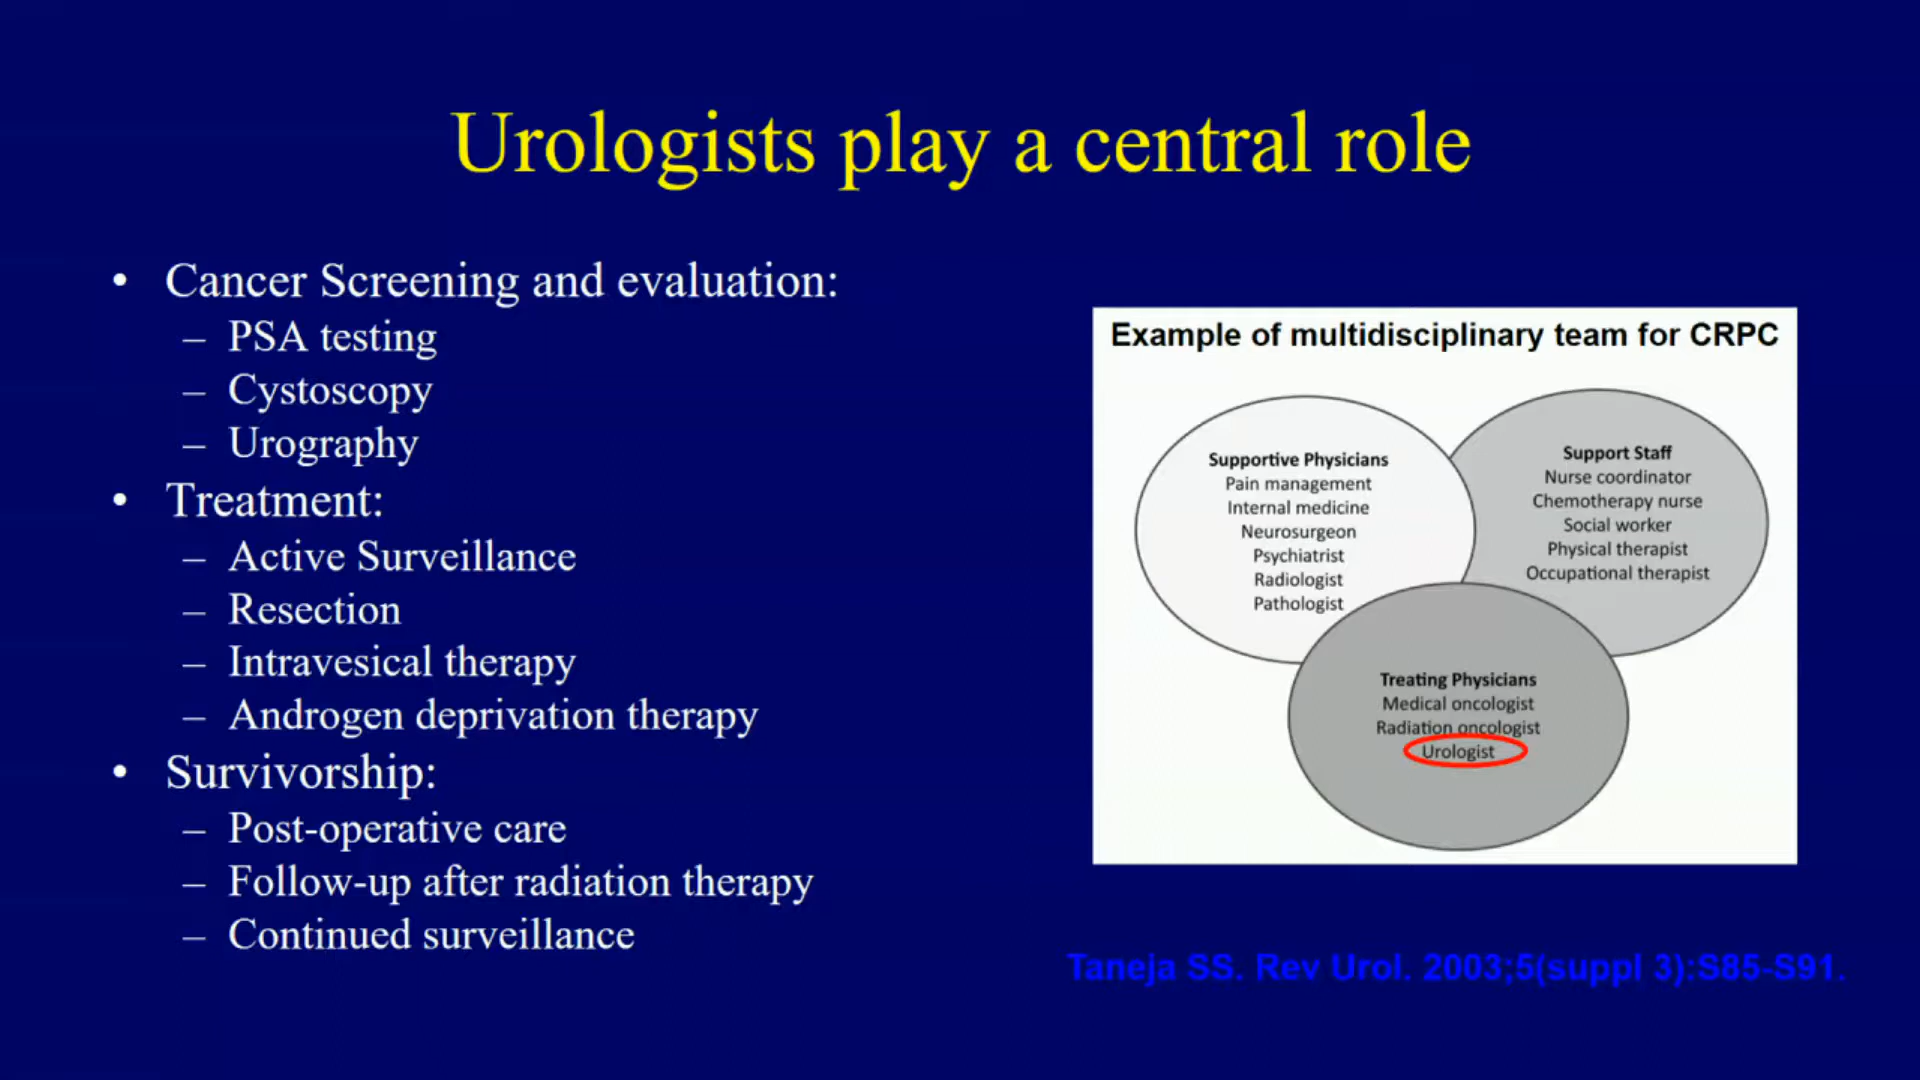 Urologists play a central role
• Cancer Screening and evaluation:
– PSA testing
– Cystoscopy
– Urography
• Treatment:
– Active Surveillance
– Resection
– Intravesical therapy
– Androgen deprivation therapy
• Survivorship:
– Post-operative care
– Follow-up after radiation therapy
– Continued surveillance
Example of multidisciplinary team for CRPC
Supportive Physicians
Pain management
Internal medicine
Neurosurgeon
Psychiatrist
Radiologist
Pathologist
Support Staff
Nurse coordinator
Chemotherapy nurse
Social worker
Physical therapist
Occupational therapist
Treating Physicians
Medical oncologist
Radiation oncologist
Urologist
Taneja SS. Rev Urol. 2003;5(suppl 3):S85-S91.